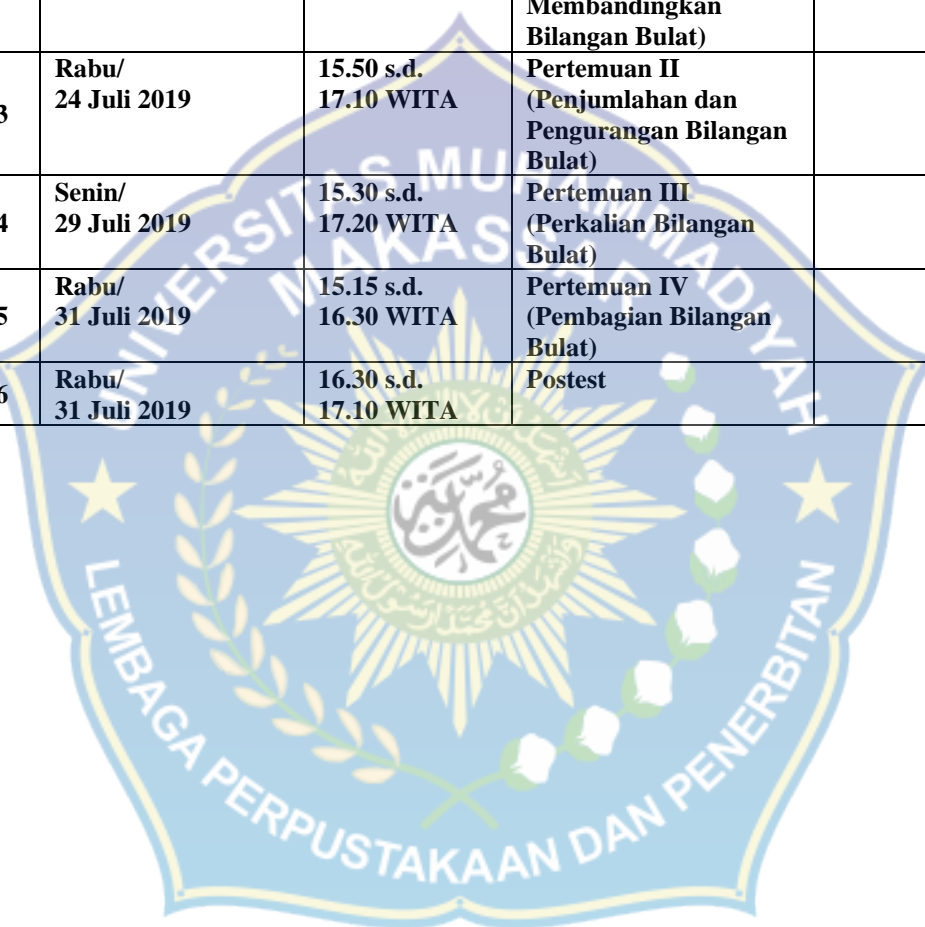 Membandingkan
Bilangan Bulat)
3
Rabu/
24 Juli 2019
15.50 s.d.
17.10 WITA
Pertemuan II
(Penjumlahan dan
Pengurangan Bilangan
Bulat)
4
Senin/
29 Juli 2019
15.30 s.d.
17.20 WITA
Pertemuan III
(Perkalian Bilangan
Bulat)
5
Rabu/
31 Juli 2019
15.15 s.d.
16.30 WITA
Pertemuan IV
(Pembagian Bilangan
Bulat)
6
Rabu/
31 Juli 2019
16.30 s.d.
17.10 WITA
Postest
UNIVERSITAS MUHAMMADIYAH
MAKASSAR
LEMBAGA PERPUSTAKAAN DAN PENERBITAN